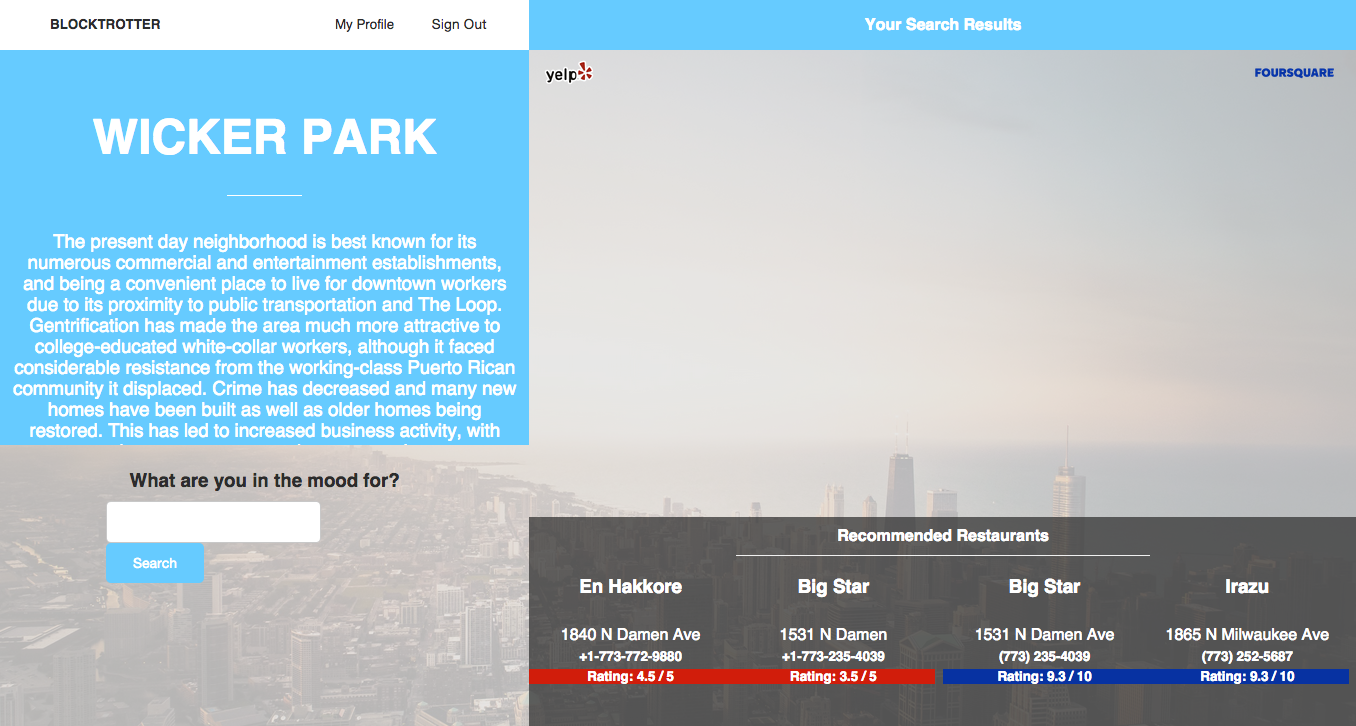 BLOCKTROTTER
My Profile
Sign Out
WICKER PARK
The present day neighborhood is best known for its
numerous commercial and entertainment establishments,
and being a convenient place to live for downtown workers
due to its proximity to public transportation and The Loop.
Gentrification has made the area much more attractive to
college-educated white-collar workers, although it faced
considerable resistance from the working-class Puerto Rican
community it displaced. Crime has decreased and many new
homes have been built as well as older homes being
restored. This has led to increased business activity, with
What are you in the mood for?
Search
Your Search Results
yelp
FOURSQUARE
Recommended Restaurants
En Hakkore
1840 N Damen Ave
+1-773-772-9880
Rating: 4.5 / 5
Big Star
1531 N Damen
+1-773-235-4039
Rating: 3.5 / 5
Big Star
1531 N Damen Ave
(773) 235-4039
Rating: 9.3 / 10
Irazu
1865 N Milwaukee Ave
(773) 252-5687
Rating: 9.3 / 10